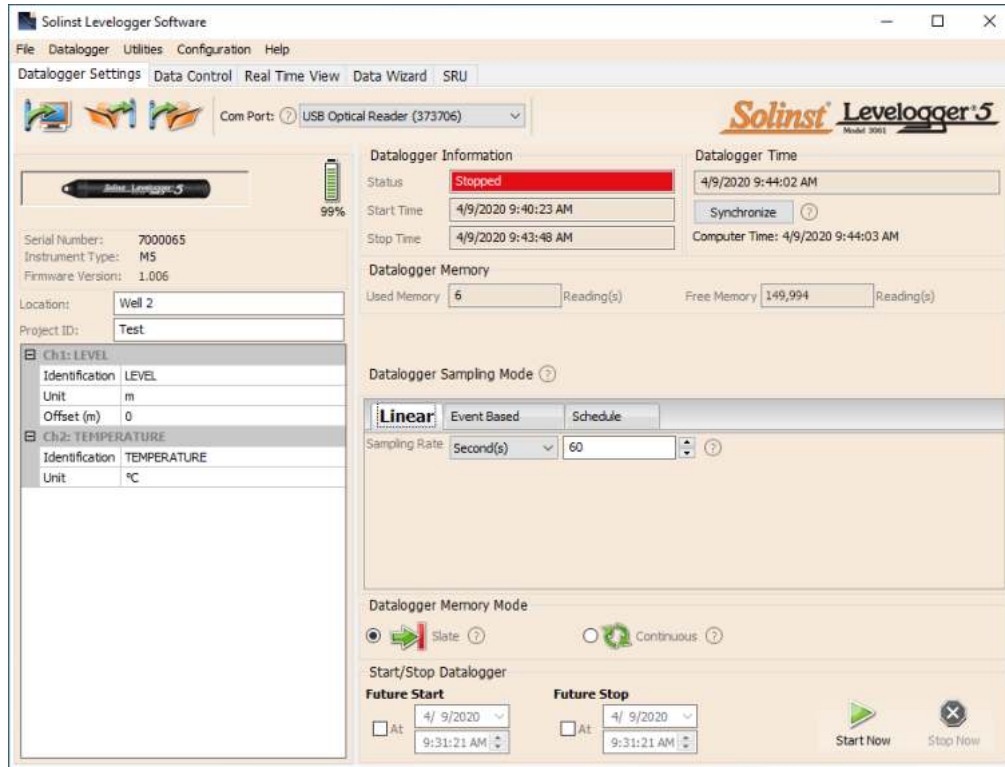 Solinst Levelogger Software
File Datalogger Utilities Configuration Help
Datalogger Settings Data Control Real Time View Data Wizard SRU
Com Port: ? USB Optical Reader (373706)
Solinst Levelogger 5
Model 3001
Solinst Levelogger 5
99%
Serial Number: 7000065
Instrument Type: M5
Firmware Version: 1.006
Location: Well 2
Project ID: Test
Ch1: LEVEL
Identification LEVEL
Unit m
Offset (m) 0
Ch2: TEMPERATURE
Identification TEMPERATURE
Unit °C
Datalogger Information
Status Stopped
Start Time 4/9/2020 9:40:23 AM
Stop Time 4/9/2020 9:43:48 AM
Datalogger Time
4/9/2020 9:44:02 AM
Synchronize ?
Computer Time: 4/9/2020 9:44:03 AM
Datalogger Memory
Used Memory 6 Reading(s) Free Memory 149,994 Reading(s)
Datalogger Sampling Mode ?
Linear Event Based Schedule
Sampling Rate Second(s) 60 ?
Datalogger Memory Mode
Slate ? Continuous ?
Start/Stop Datalogger
Future Start Future Stop
At 4/ 9/2020 At 4/ 9/2020
9:31:21 AM 9:31:21 AM
Start Now Stop Now